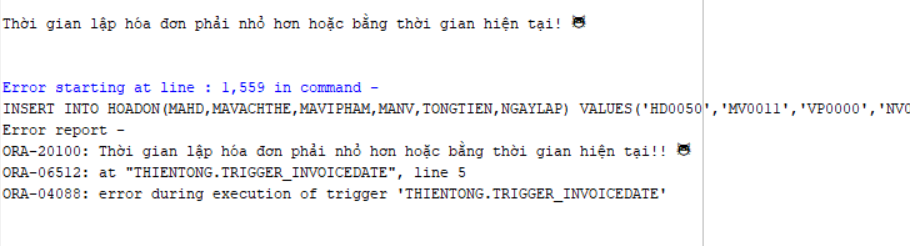 Thời gian lập hóa đơn phải nhỏ hơn hoặc bằng thời gian hiện tại! 😈
Error starting at line : 1,559 in command -
INSERT INTO HOADON(MAHD,MAVACHTHE,MAVIPHAM,MANV,TONGTIEN,NGAYLAP) VALUES('HD0050','MV0011','VP0000','NV0
Error report -
ORA-20100: Thời gian lập hóa đơn phải nhỏ hơn hoặc bằng thời gian hiện tại!! 😈
ORA-06512: at "THIENTONG.TRIGGER_INVOICEDATE", line 5
ORA-04088: error during execution of trigger 'THIENTONG.TRIGGER_INVOICEDATE'